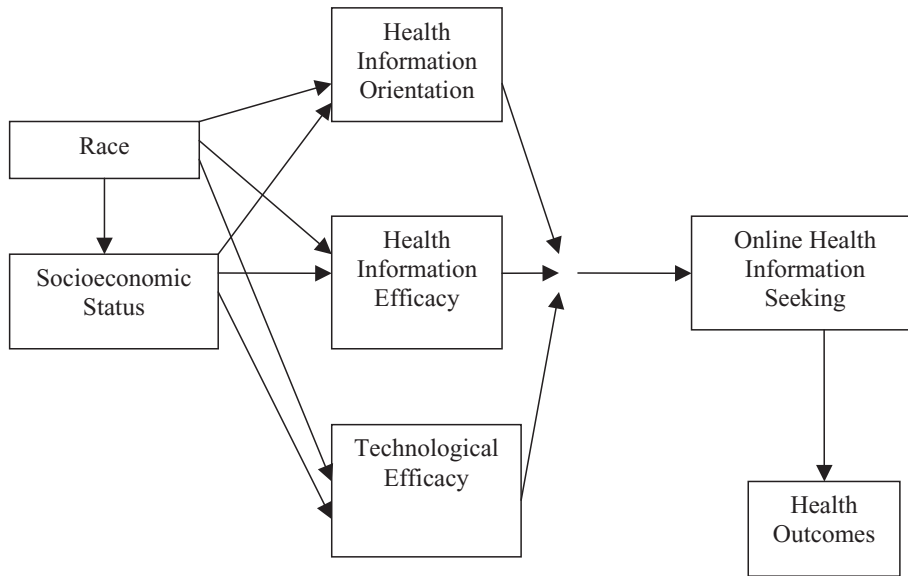 Health
Information
Orientation
Race
Health
Information
Efficacy
Online Health
Information
Seeking
Socioeconomic
Status
Technological
Efficacy
Health
Outcomes